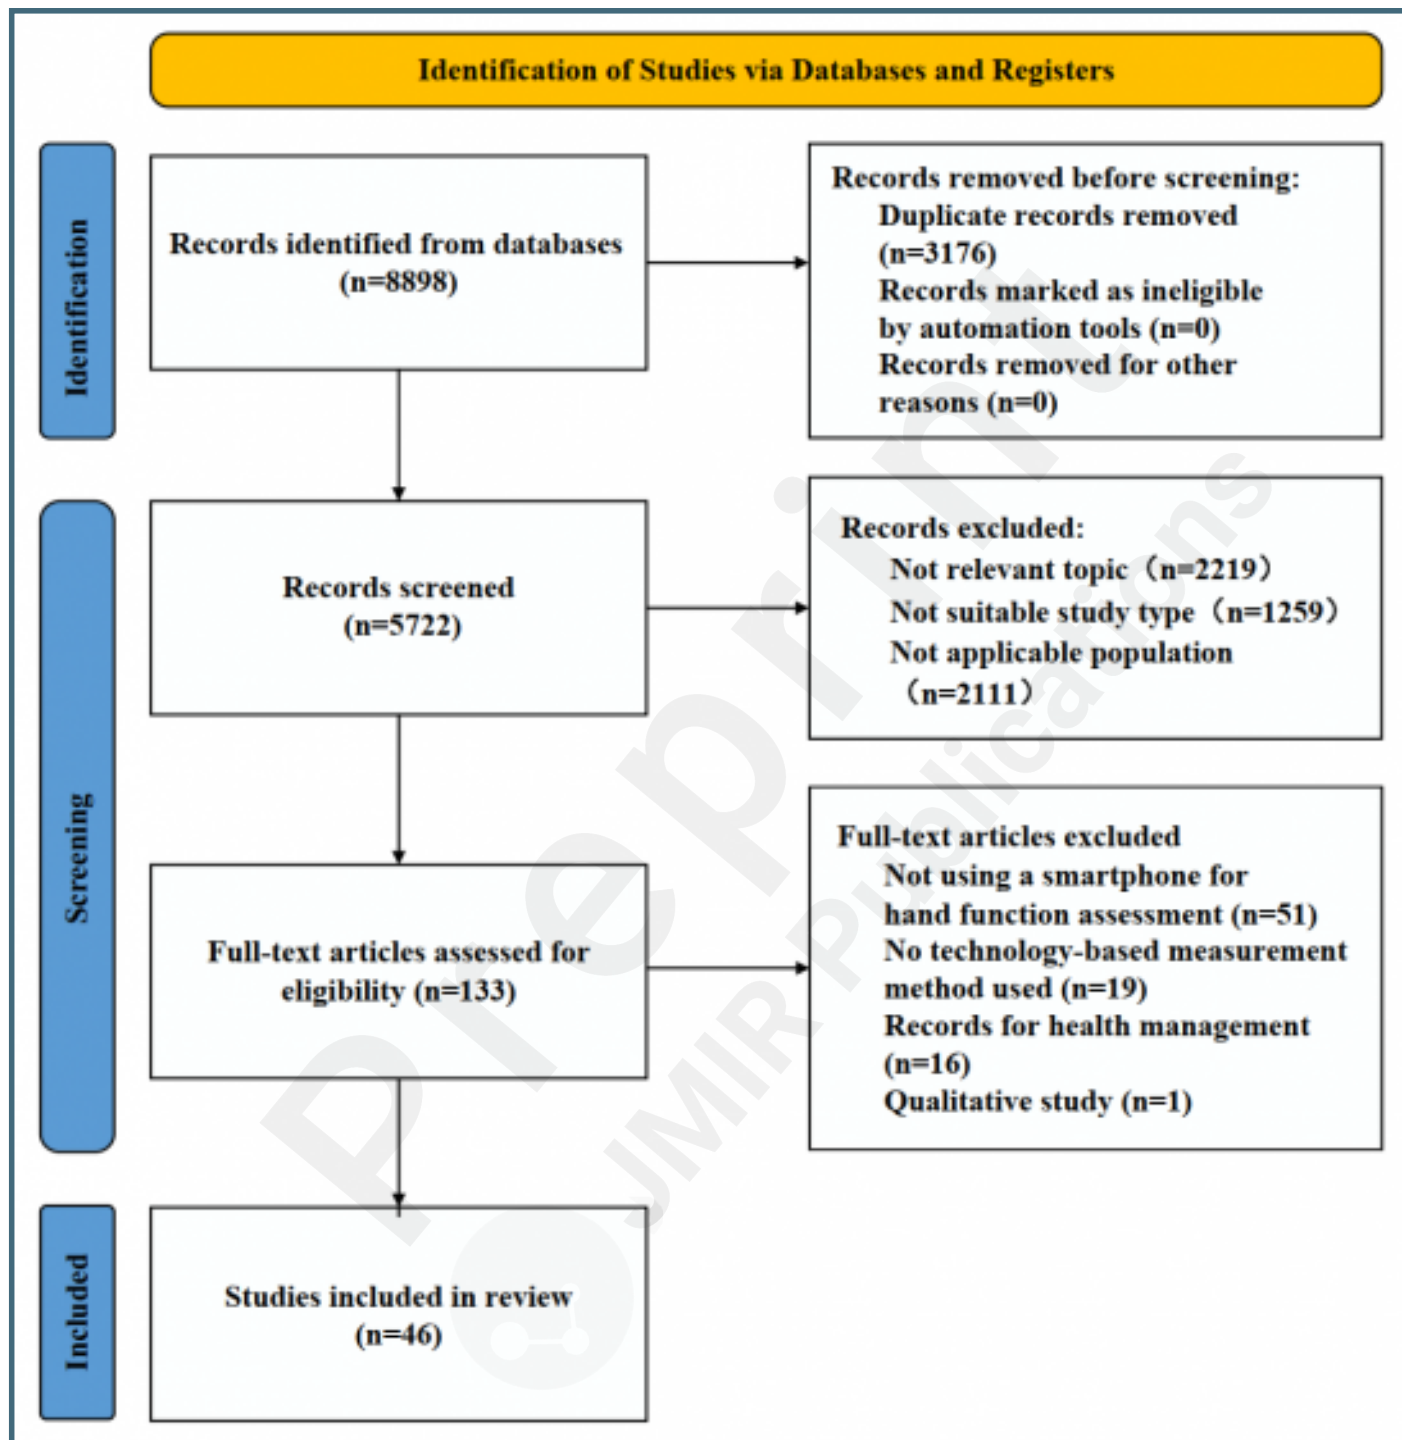 Identification of Studies via Databases and Registers
Identification
Records identified from databases
(n=8898)
Records removed before screening:
Duplicate records removed
(n=3176)
Records marked as ineligible
by automation tools (n=0)
Records removed for other
reasons (n=0)
Screening
Records screened
(n=5722)
Records excluded:
Not relevant topic（n=2219）
Not suitable study type（n=1259）
Not applicable population
（n=2111）
Full-text articles assessed for
eligibility (n=133)
Full-text articles excluded
Not using a smartphone for
hand function assessment (n=51)
No technology-based measurement
method used (n=19)
Records for health management
(n=16)
Qualitative study (n=1)
Included
Studies included in review
(n=46)
Preprint
JMIR Publications